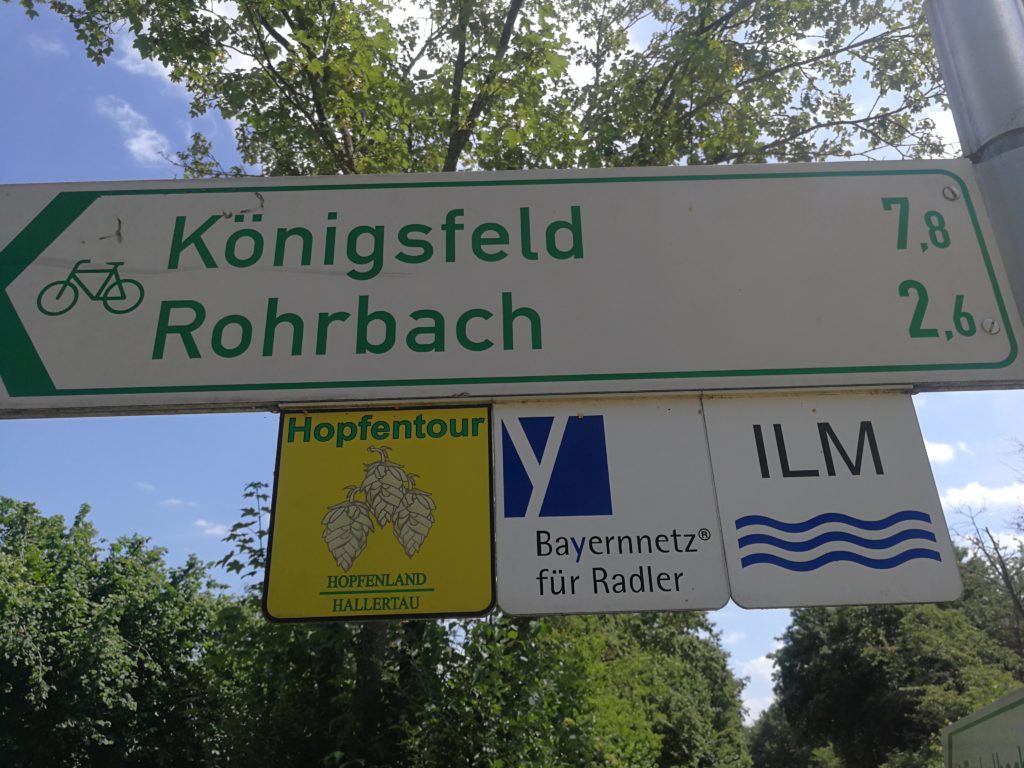 Königsfeld 7,8
Rohrbach 2,6
Hopfentour
HOPFENLAND
HALLERTAU
y
Bayernnetz®
für Radler
ILM